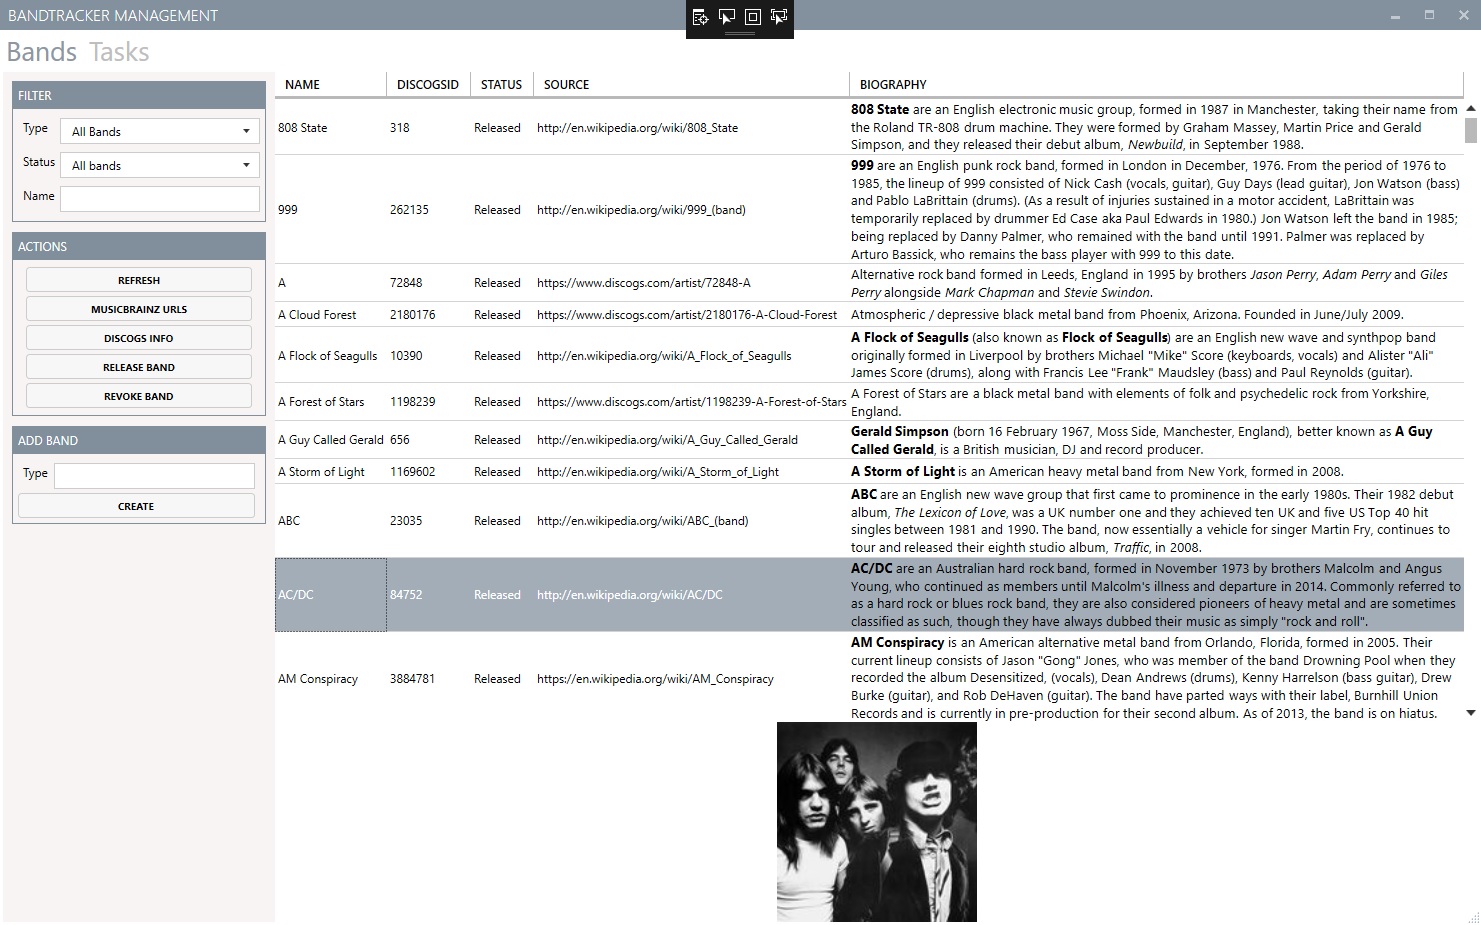 BANDTRACKER MANAGEMENT
Bands Tasks
FILTER
Type All Bands
Status All bands
Name
ACTIONS
REFRESH
MUSICBRAINZ URLS
DISCOGS INFO
RELEASE BAND
REVOKE BAND
ADD BAND
Type
CREATE
NAME DISCOGSID STATUS SOURCE BIOGRAPHY
808 State 318 Released http://en.wikipedia.org/wiki/808_State
808 State are an English electronic music group, formed in 1987 in Manchester, taking their name from
the Roland TR-808 drum machine. They were formed by Graham Massey, Martin Price and Gerald
Simpson, and they released their debut album, Newbuild, in September 1988.
999 262135 Released http://en.wikipedia.org/wiki/999_(band)
999 are an English punk rock band, formed in London in December, 1976. From the period of 1976 to
1985, the lineup of 999 consisted of Nick Cash (vocals, guitar), Guy Days (lead guitar), Jon Watson (bass)
and Pablo LaBrittain (drums). (As a result of injuries sustained in a motor accident, LaBrittain was
temporarily replaced by drummer Ed Case aka Paul Edwards in 1980.) Jon Watson left the band in 1985;
being replaced by Danny Palmer, who remained with the band until 1991. Palmer was replaced by
Arturo Bassick, who remains the bass player with 999 to this date.
A 72848 Released https://www.discogs.com/artist/72848-A
Alternative rock band formed in Leeds, England in 1995 by brothers Jason Perry, Adam Perry and Giles
Perry alongside Mark Chapman and Stevie Swindon.
A Cloud Forest 2180176 Released https://www.discogs.com/artist/2180176-A-Cloud-Forest
Atmospheric / depressive black metal band from Phoenix, Arizona. Founded in June/July 2009.
A Flock of Seagulls 10390 Released http://en.wikipedia.org/wiki/A_Flock_of_Seagulls
A Flock of Seagulls (also known as Flock of Seagulls) are an English new wave and synthpop band
originally formed in Liverpool by brothers Michael "Mike" Score (keyboards, vocals) and Alister "Ali"
James Score (drums), along with Francis Lee "Frank" Maudsley (bass) and Paul Reynolds (guitar).
A Forest of Stars 1198239 Released https://www.discogs.com/artist/1198239-A-Forest-of-Stars
A Forest of Stars are a black metal band with elements of folk and psychedelic rock from Yorkshire,
England.
A Guy Called Gerald 656 Released http://en.wikipedia.org/wiki/A_Guy_Called_Gerald
Gerald Simpson (born 16 February 1967, Moss Side, Manchester, England), better known as A Guy
Called Gerald, is a British musician, DJ and record producer.
A Storm of Light 1169602 Released http://en.wikipedia.org/wiki/A_Storm_of_Light
A Storm of Light is an American heavy metal band from New York, formed in 2008.
ABC 23035 Released http://en.wikipedia.org/wiki/ABC_(band)
ABC are an English new wave group that first came to prominence in the early 1980s. Their 1982 debut
album, The Lexicon of Love, was a UK number one and they achieved ten UK and five US Top 40 hit
singles between 1981 and 1990. The band, now essentially a vehicle for singer Martin Fry, continues to
tour and released their eighth studio album, Traffic, in 2008.
AC/DC 84752 Released http://en.wikipedia.org/wiki/AC/DC
AC/DC are an Australian hard rock band, formed in November 1973 by brothers Malcolm and Angus
Young, who continued as members until Malcolm's illness and departure in 2014. Commonly referred to
as a hard rock or blues rock band, they are also considered pioneers of heavy metal and are sometimes
classified as such, though they have always dubbed their music as simply "rock and roll".
AM Conspiracy 3884781 Released https://en.wikipedia.org/wiki/AM_Conspiracy
AM Conspiracy is an American alternative metal band from Orlando, Florida, formed in 2005. Their
current lineup consists of Jason "Gong" Jones, who was member of the band Drowning Pool when they
recorded the album Desensitized, (vocals), Dean Andrews (drums), Kenny Harrelson (bass guitar), Drew
Burke (guitar), and Rob DeHaven (guitar). The band have parted ways with their label, Burnhill Union
Records and is currently in pre-production for their second album. As of 2013, the band is on hiatus.